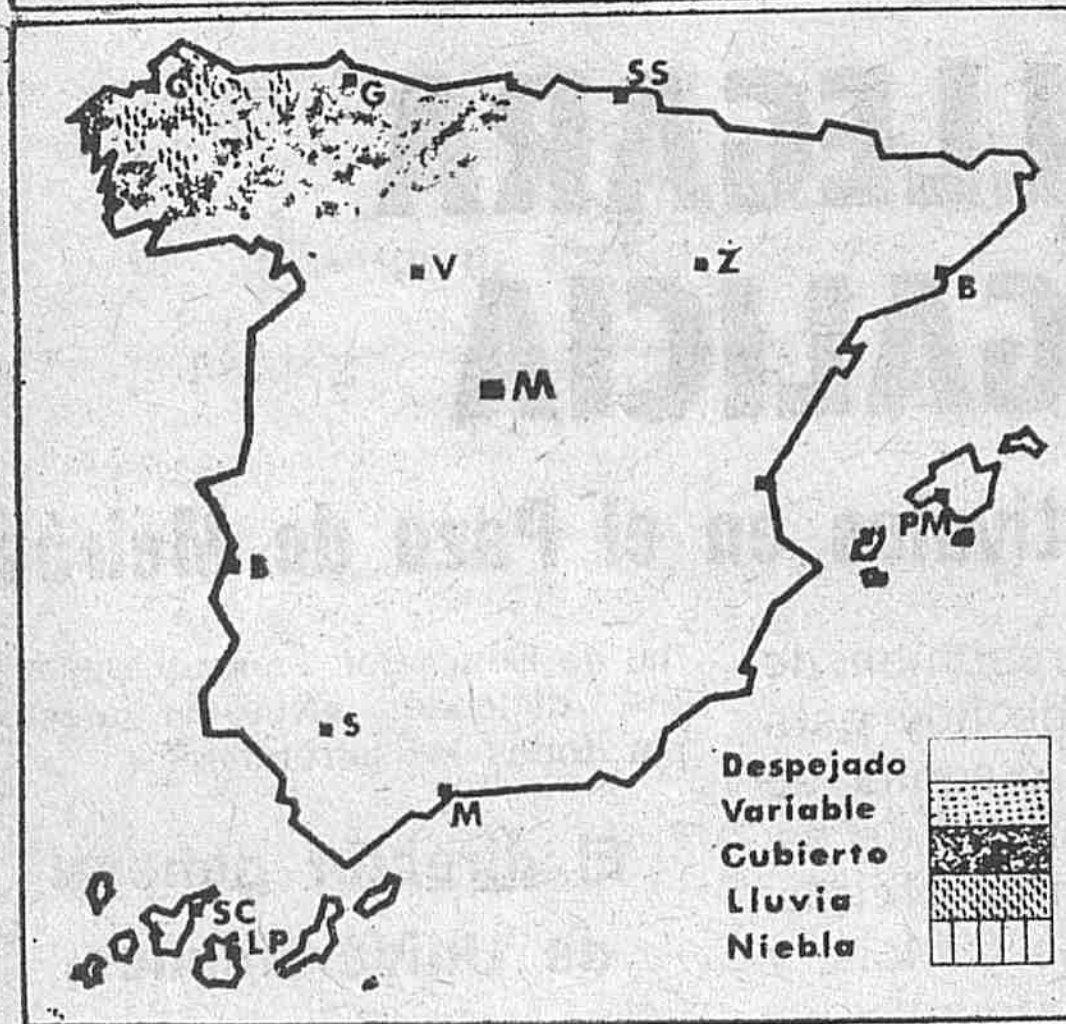 C
G
SS
V
Z
B
M
PM
B
S
M
SC
LP
Despejado
Variable
Cubierto
Lluvia
Niebla